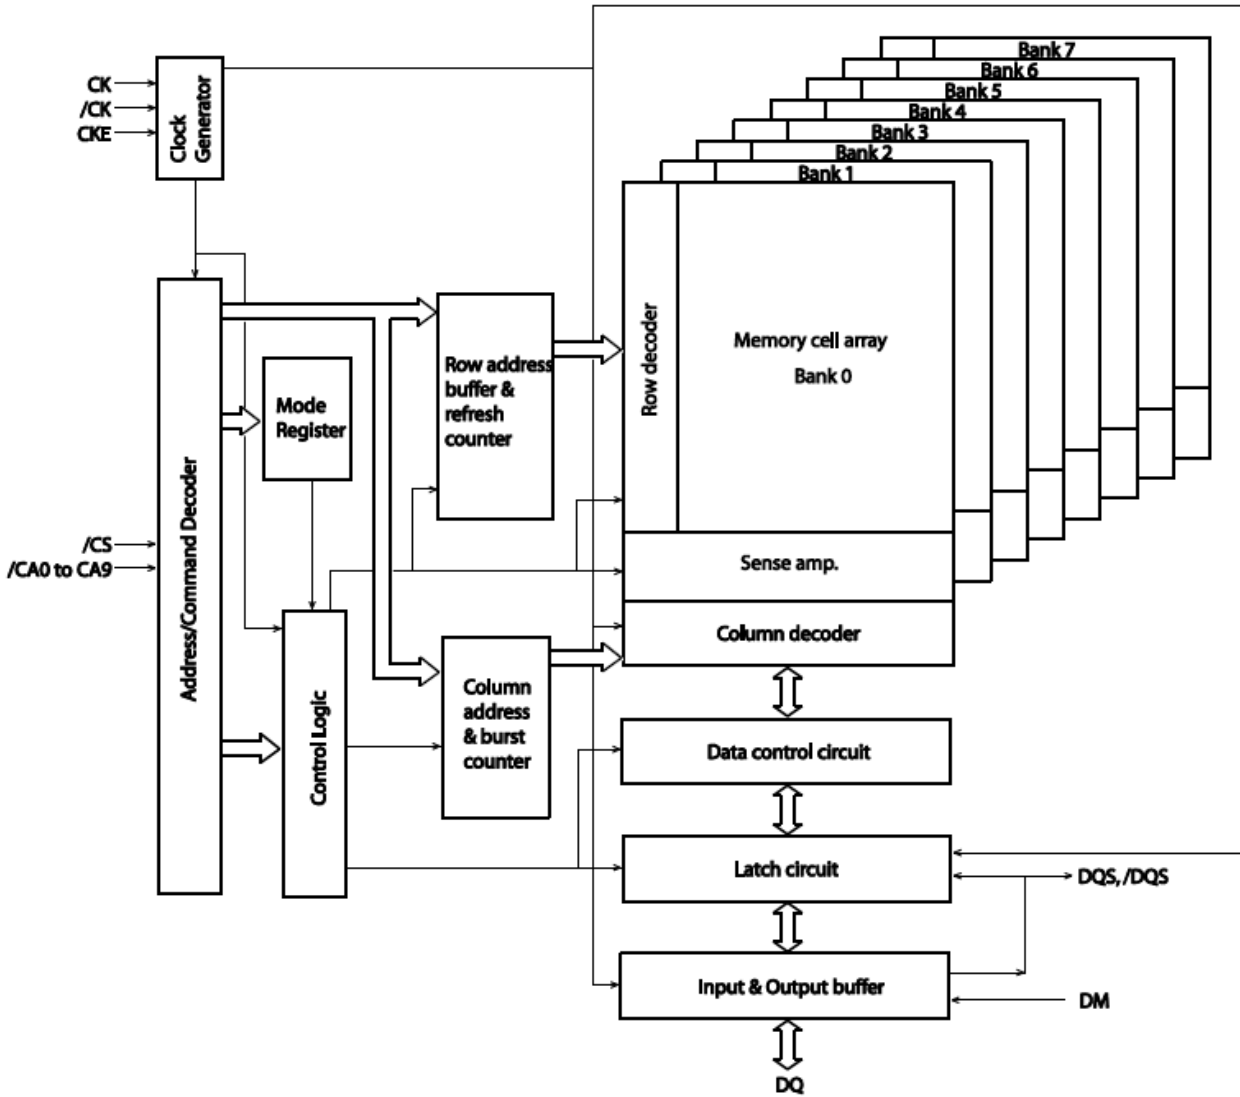 Bank 7
Bank 6
Bank 5
Bank 4
Bank 3
Bank 2
Bank 1
CK
/CK
CKE
Clock
Generator
Row decoder
Memory cell array
Bank 0
Row address
buffer &
refresh
counter
Mode
Register
Address/Command Decoder
/CS
/CA0 to CA9
Sense amp.
Column decoder
Control Logic
Column
address
& burst
counter
Data control circuit
Latch circuit
DQS, /DQS
Input & Output buffer
DM
DQ